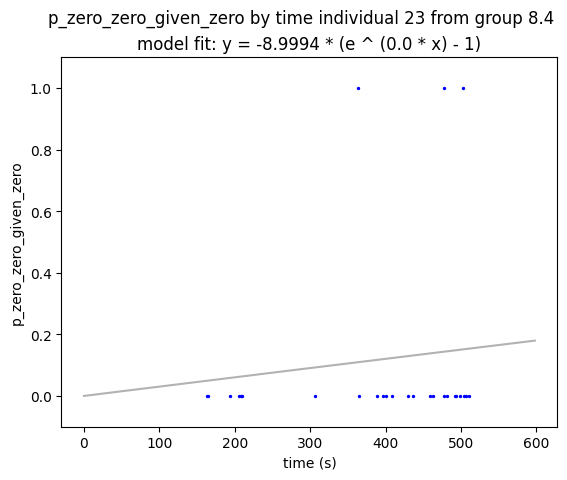 p_zero_zero_given_zero by time individual 23 from group 8.4
model fit: y = -8.9994 * (e ^ (0.0 * x) - 1)
1.0
0.8
0.6
0.4
0.2
0.0
p_zero_zero_given_zero
0 100 200 300 400 500 600
time (s)